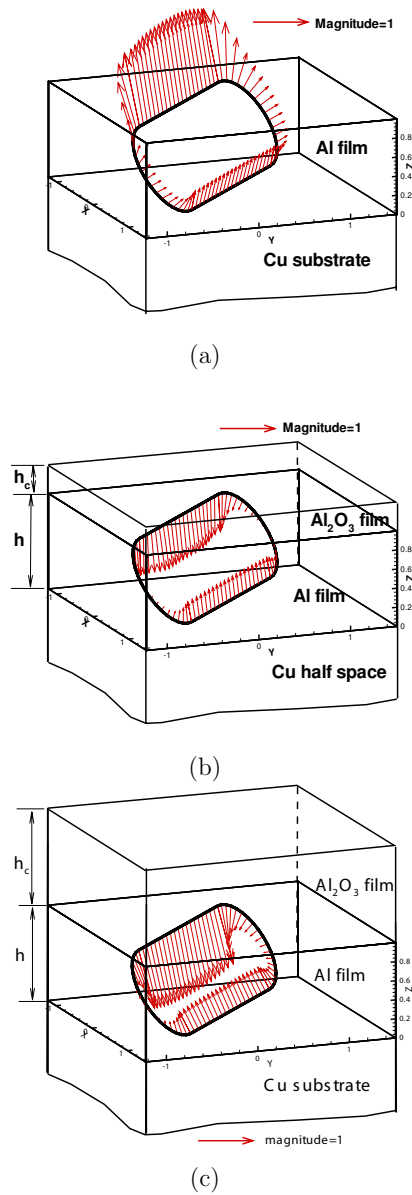 Magnitude=1
Al film
0.8
0.6
0.4
0.2
0
Z
-1
0
X
1
-1
0
Y
1
Cu substrate
(a)
Magnitude=1
h_c
h
Al₂O₃ film
Al film
0.8
0.6
0.4
0.2
0
Z
-1
0
X
1
-1
0
Y
1
Cu half space
(b)
h_c
h
Al₂O₃ film
Al film
0.8
0.6
0.4
0.2
0
Z
-1
0
X
1
-1
0
Y
1
Cu substrate
magnitude=1
(c)